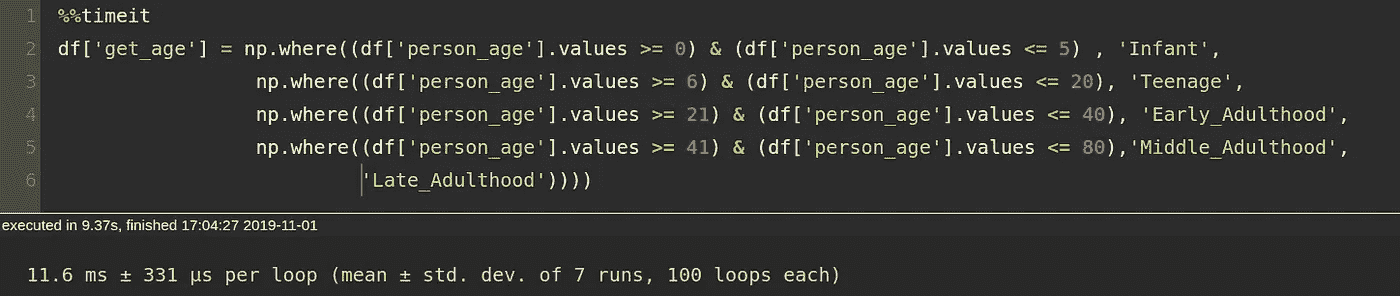 1 %%timeit
2 df['get_age'] = np.where((df['person_age'].values >= 0) & (df['person_age'].values <= 5) , 'Infant',
3 np.where((df['person_age'].values >= 6) & (df['person_age'].values <= 20), 'Teenage',
4 np.where((df['person_age'].values >= 21) & (df['person_age'].values <= 40), 'Early_Adulthood',
5 np.where((df['person_age'].values >= 41) & (df['person_age'].values <= 80),'Middle_Adulthood',
6 'Late_Adulthood'))))
executed in 9.37s, finished 17:04:27 2019-11-01
11.6 ms ± 331 µs per loop (mean ± std. dev. of 7 runs, 100 loops each)